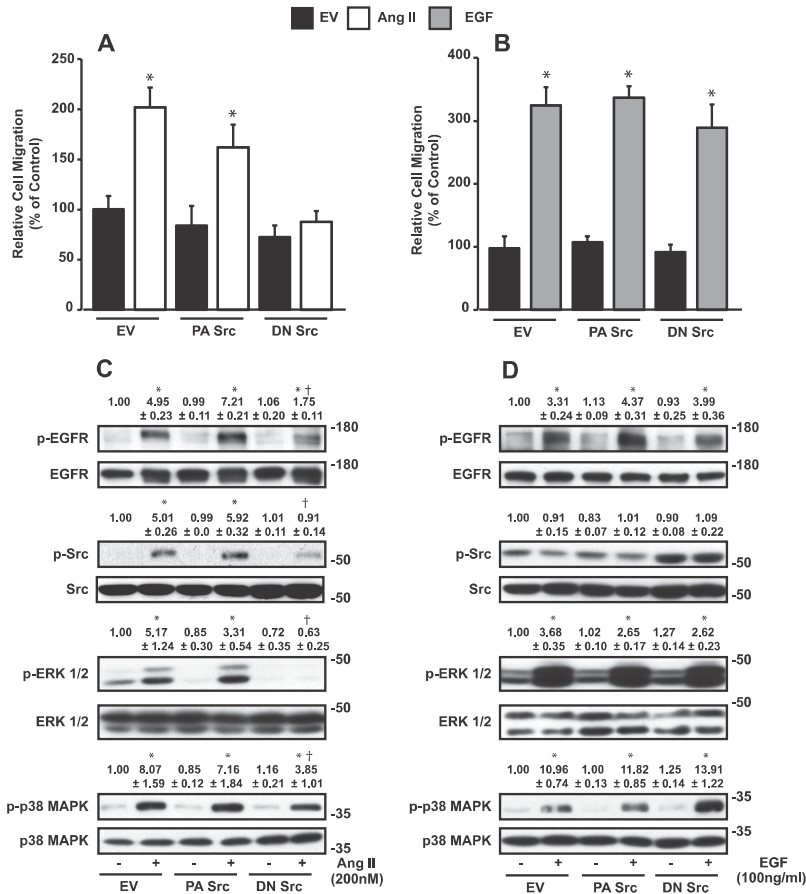 EV Ang II EGF
A
Relative Cell Migration
(% of Control)
250
200
150
100
50
0
* *
EV PA Src DN Src
B
Relative Cell Migration
(% of Control)
400
300
200
100
0
* * *
EV PA Src DN Src
C
* * * †
1.00 4.95 0.99 7.21 1.06 1.75
± 0.23 ± 0.11 ± 0.21 ± 0.20 ± 0.11
p-EGFR -180
EGFR -180
* * †
1.00 5.01 0.99 5.92 1.01 0.91
± 0.26 ± 0.0 ± 0.32 ± 0.11 ± 0.14
p-Src -50
Src -50
* * †
1.00 5.17 0.85 3.31 0.72 0.63
± 1.24 ± 0.30 ± 0.54 ± 0.35 ± 0.25
p-ERK 1/2 -50
ERK 1/2 -50
* * * †
1.00 8.07 0.85 7.16 1.16 3.85
± 1.59 ± 0.12 ± 1.84 ± 0.21 ± 1.01
p-p38 MAPK -35
p38 MAPK -35
- + - + - + Ang II
(200nM)
EV PA Src DN Src
D
* * *
1.00 3.31 1.13 4.37 0.93 3.99
± 0.24 ± 0.09 ± 0.31 ± 0.25 ± 0.36
p-EGFR -180
EGFR -180
1.00 0.91 0.83 1.01 0.90 1.09
± 0.15 ± 0.07 ± 0.12 ± 0.08 ± 0.22
p-Src -50
Src -50
* * *
1.00 3.68 1.02 2.65 1.27 2.62
± 0.35 ± 0.10 ± 0.17 ± 0.14 ± 0.23
p-ERK 1/2 -50
ERK 1/2 -50
* * *
1.00 10.96 1.00 11.82 1.25 13.91
± 0.74 ± 0.13 ± 0.85 ± 0.14 ± 1.22
p-p38 MAPK -35
p38 MAPK -35
- + - + - + EGF
(100ng/ml)
EV PA Src DN Src